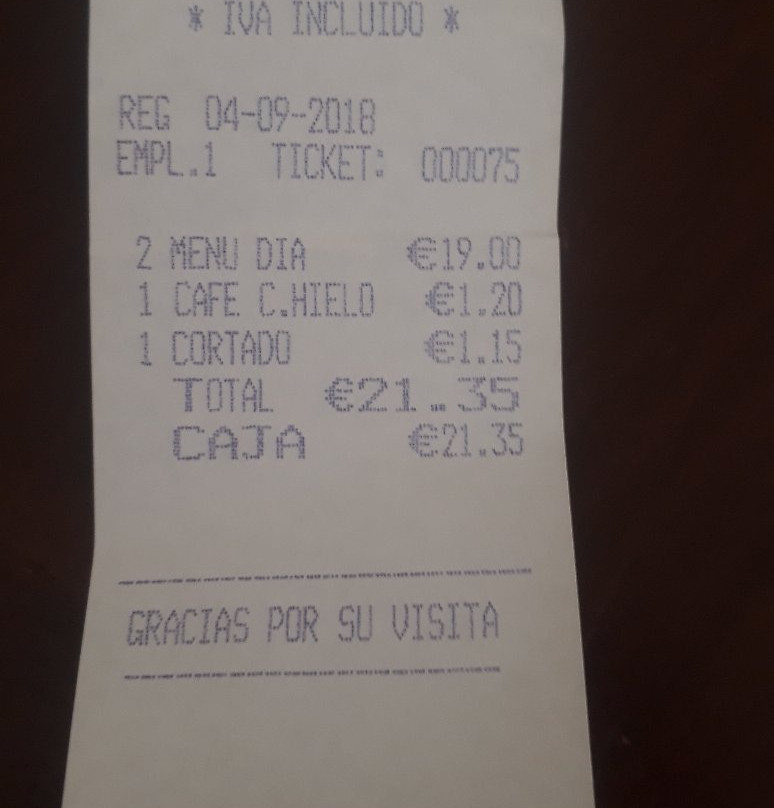 * IVA INCLUIDO *
REG 04-09-2018
EMPL.1 TICKET: 000075
2 MENU DIA €19.00
1 CAFE C.HIELO €1.20
1 CORTADO €1.15
TOTAL €21.35
CAJA €21.35
GRACIAS POR SU VISITA